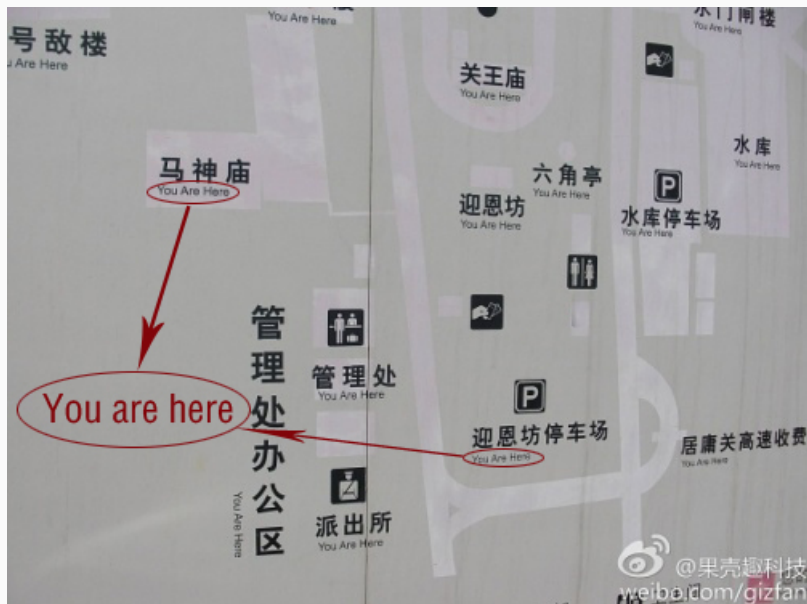 号敌楼
You Are Here
You Are Here
水门闸楼
You Are Here
关王庙
You Are Here
水库
You Are Here
马神庙
You Are Here
六角亭
You Are Here
P
迎恩坊
You Are Here
水库停车场
You Are Here
管理处办公区
You Are Here
管理处
You Are Here
You are here
P
迎恩坊停车场
You Are Here
居庸关高速收费
You Are Here
派出所
You Are Here
@果壳趣科技
weibo.com/gizfan